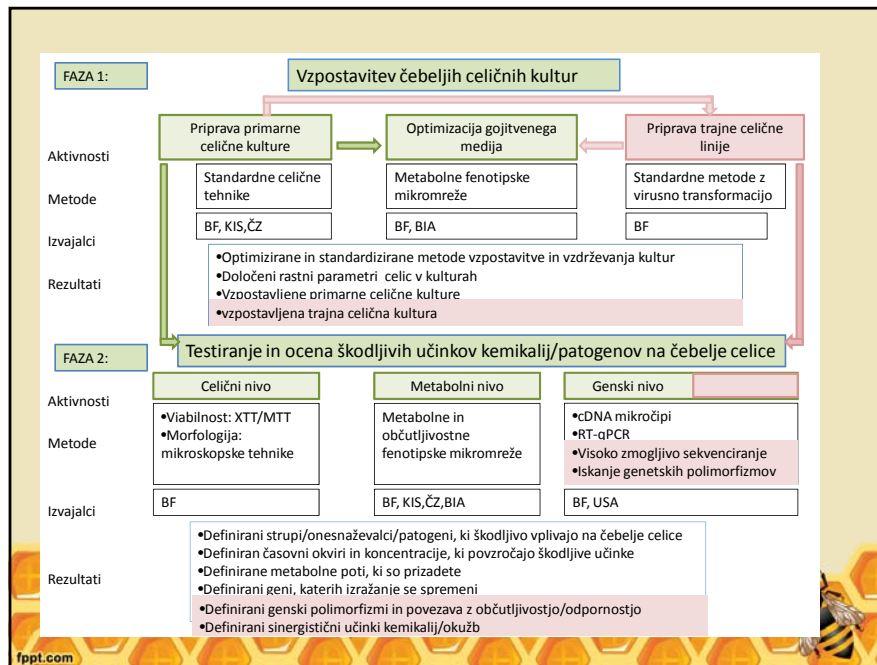 FAZA 1:
Vzpostavitev čebeljih celičnih kultur
Aktivnosti
Priprava primarne
celične kulture
Optimizacija gojitvenega
medija
Priprava trajne celične
linije
Metode
Standardne celične
tehnike
Metabolne fenotipske
mikromreže
Standardne metode z
virusno transformacijo
Izvajalci
BF, KIS,ČZ
BF, BIA
BF
Rezultati
•Optimizirane in standardizirane metode vzpostavitve in vzdrževanja kultur
•Določeni rastni parametri celic v kulturah
•Vzpostavljene primarne celične kulture
•vzpostavljena trajna celična kultura
FAZA 2:
Testiranje in ocena škodljivih učinkov kemikalij/patogenov na čebelje celice
Aktivnosti
Celični nivo
Metabolni nivo
Genski nivo
Metode
•Viabilnost: XTT/MTT
•Morfologija:
mikroskopske tehnike
Metabolne in
občutljivostne
fenotipske mikromreže
•cDNA mikročipi
•RT-qPCR
•Visoko zmogljivo sekvenciranje
•Iskanje genetskih polimorfizmov
Izvajalci
BF
BF, KIS,ČZ,BIA
BF, USA
Rezultati
•Definirani strupi/onesnaževalci/patogeni, ki škodljivo vplivajo na čebelje celice
•Definiran časovni okviri in koncentracije, ki povzročajo škodljive učinke
•Definirane metabolne poti, ki so prizadete
•Definirani geni, katerih izražanje se spremeni
•Definirani genski polimorfizmi in povezava z občutljivostjo/odpornostjo
•Definirani sinergistični učinki kemikalij/okužb
fppt.com